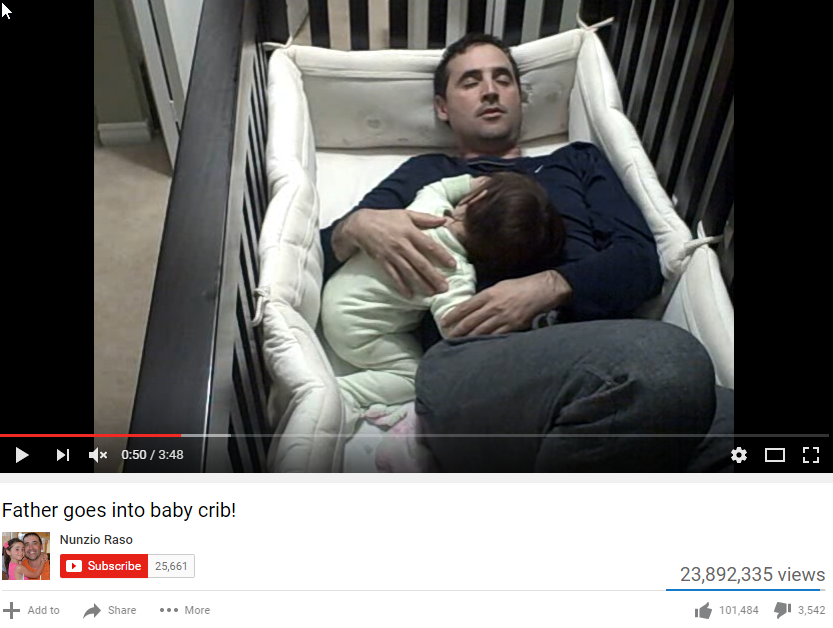 0:50 / 3:48
Father goes into baby crib!
Nunzio Raso
Subscribe 25,661
23,892,335 views
Add to Share More 101,484 3,542